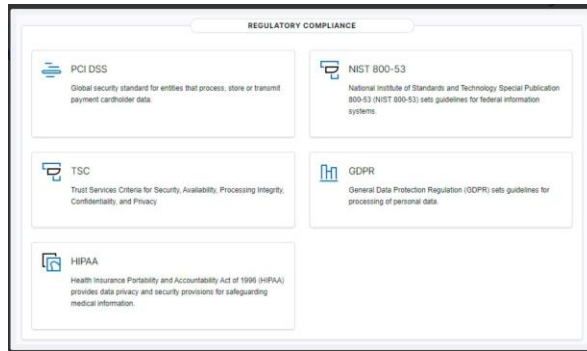 REGULATORY COMPLIANCE
PCI DSS
Global security standard for entities that process, store or transmit
payment cardholder data.
NIST 800-53
National Institute of Standards and Technology Special Publication
800-53 (NIST 800-53) sets guidelines for federal information
systems.
TSC
Trust Services Criteria for Security, Availability, Processing Integrity,
Confidentiality, and Privacy
GDPR
General Data Protection Regulation (GDPR) sets guidelines for
processing of personal data.
HIPAA
Health Insurance Portability and Accountability Act of 1996 (HIPAA)
provides data privacy and security provisions for safeguarding
medical information.